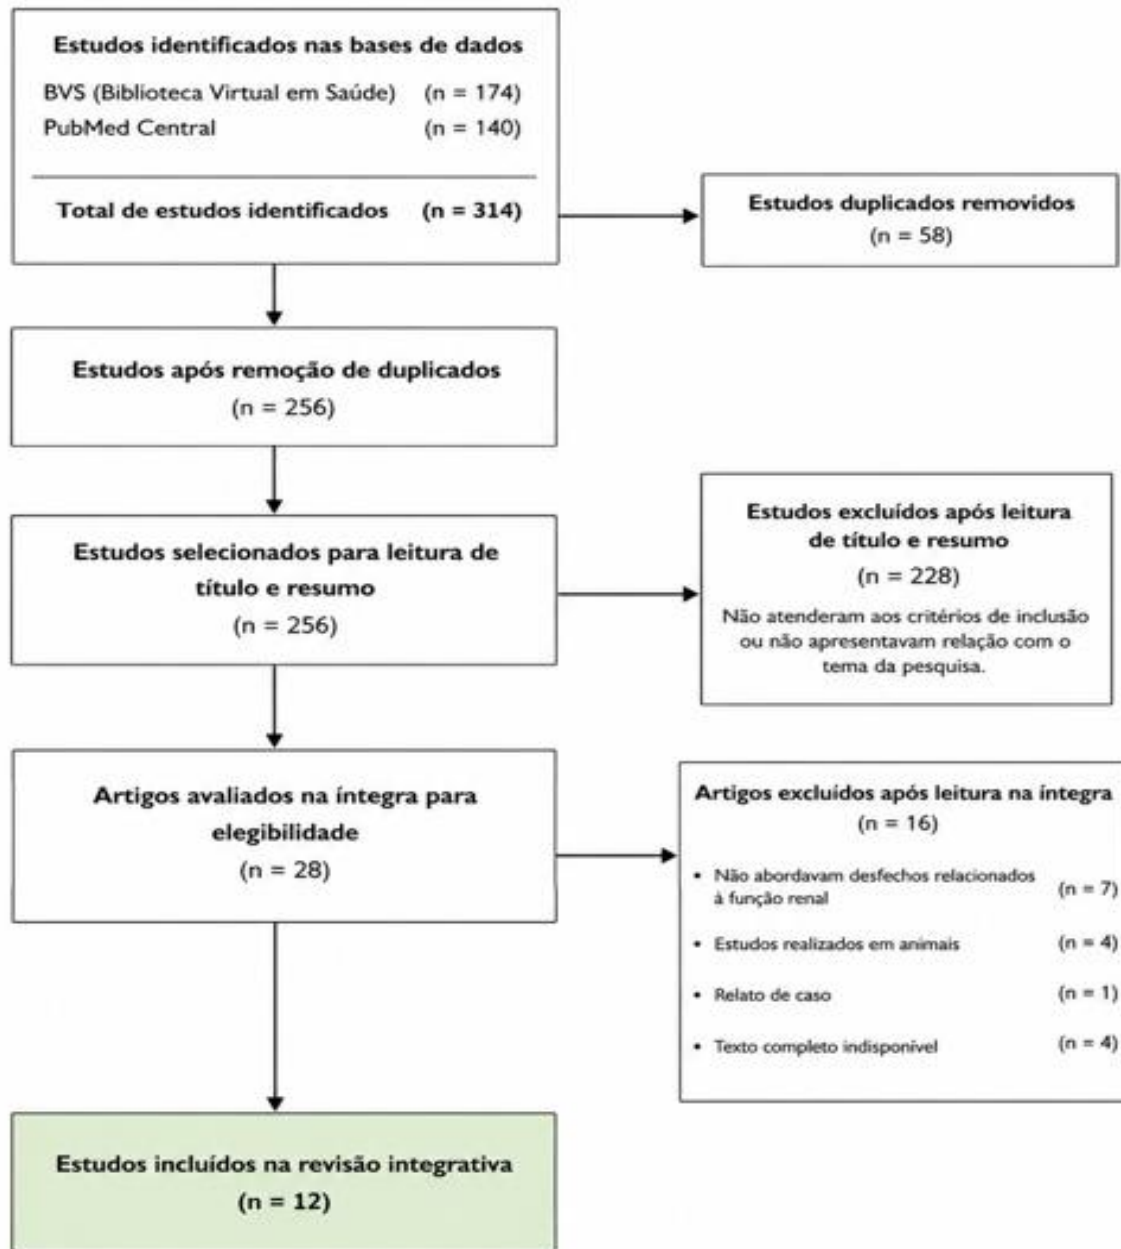 Estudos identificados nas bases de dados
BVS (Biblioteca Virtual em Saúde) (n = 174)
PubMed Central (n = 140)
Total de estudos identificados (n = 314)
Estudos duplicados removidos
(n = 58)
Estudos após remoção de duplicados
(n = 256)
Estudos selecionados para leitura de
título e resumo
(n = 256)
Estudos excluídos após leitura
de título e resumo
(n = 228)
Não atenderam aos critérios de inclusão
ou não apresentavam relação com o
tema da pesquisa.
Artigos avaliados na íntegra para
elegibilidade
(n = 28)
Artigos excluídos após leitura na íntegra
(n = 16)
• Não abordavam desfechos relacionados
à função renal (n = 7)
• Estudos realizados em animais (n = 4)
• Relato de caso (n = 1)
• Texto completo indisponível (n = 4)
Estudos incluídos na revisão integrativa
(n = 12)